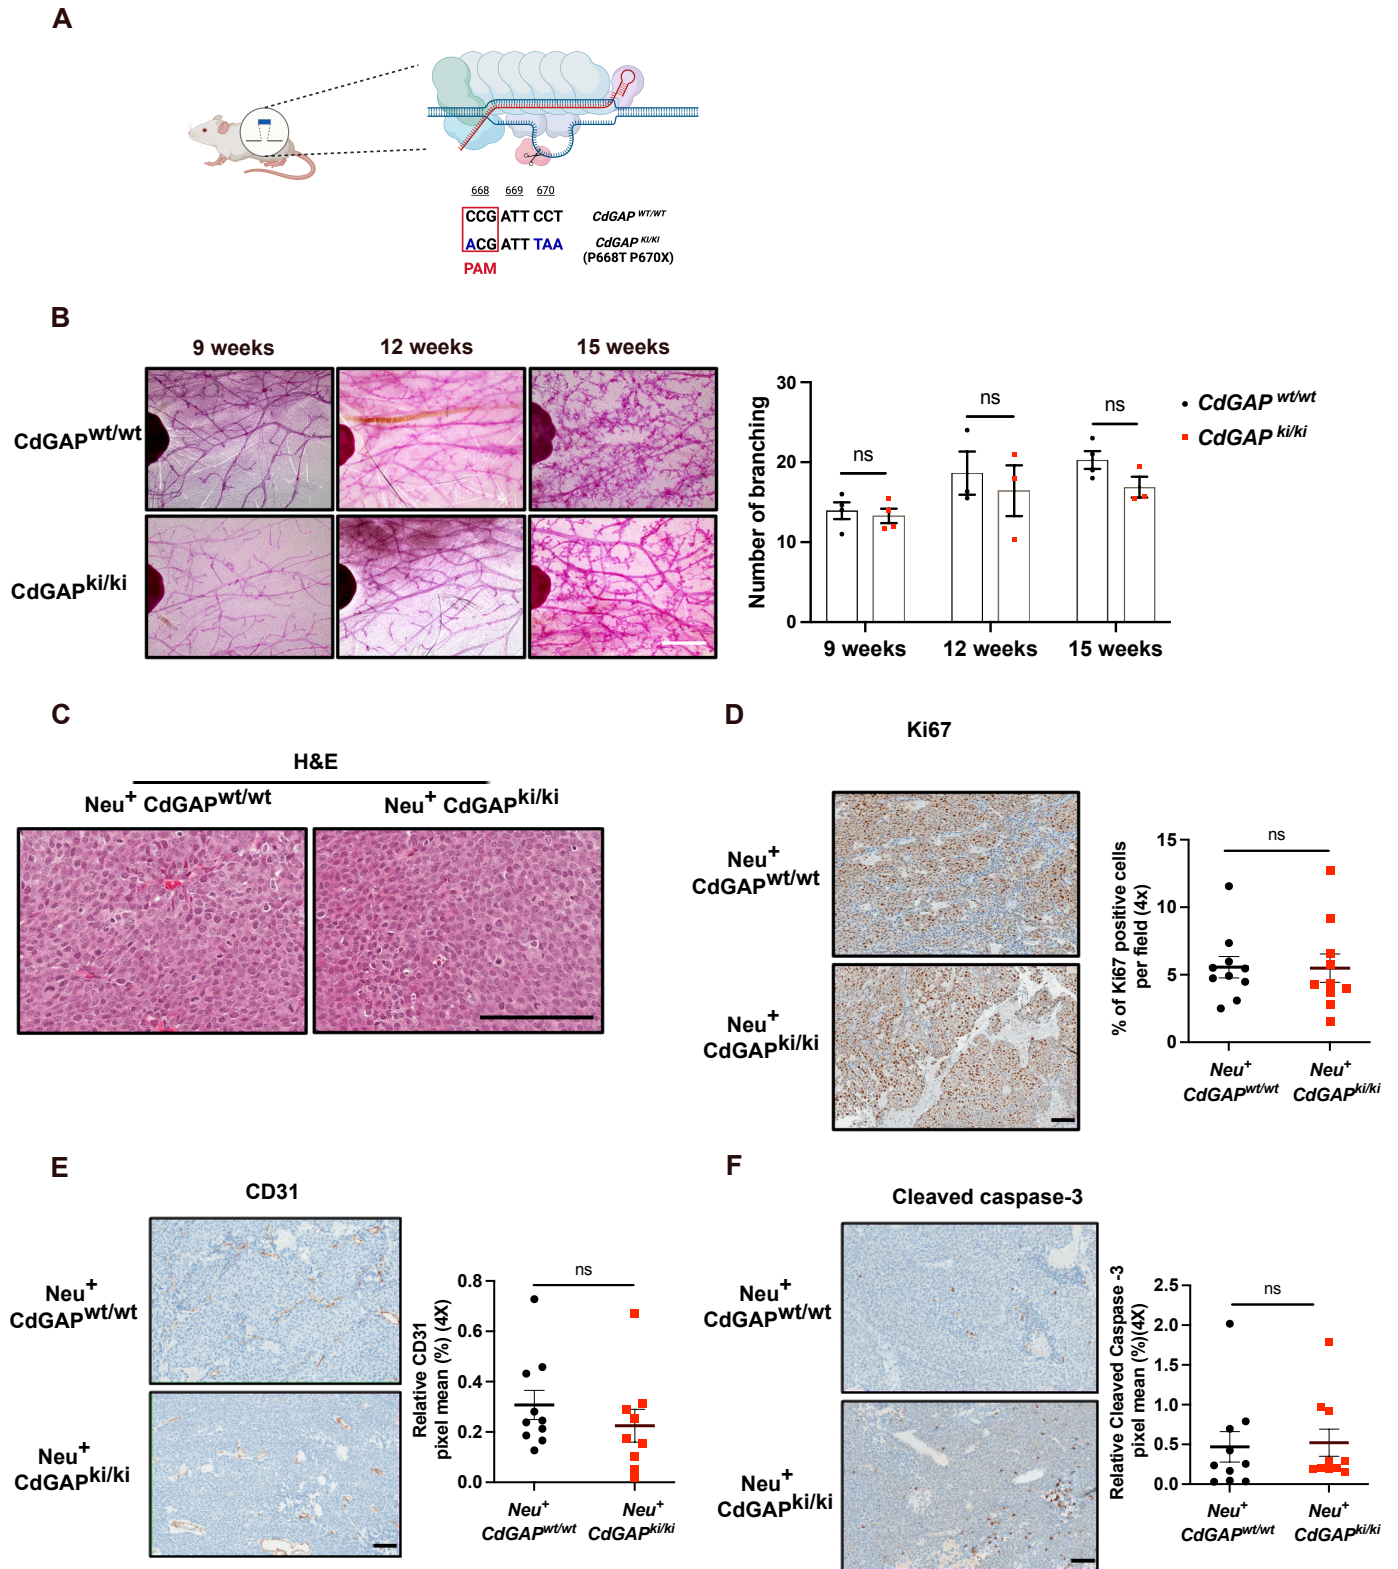 A
668 669 670
CCG ATT CCT CdGAP WT/WT
ACG ATT TAA CdGAP KI/KI
(P668T P670X)
PAM
B
9 weeks 12 weeks 15 weeks
CdGAPwt/wt
CdGAPki/ki
Number of branching
30
20
10
0
ns ns ns
9 weeks 12 weeks 15 weeks
CdGAP wt/wt
CdGAP ki/ki
C
H&E
Neu+ CdGAPwt/wt Neu+ CdGAPki/ki
D
Ki67
Neu+
CdGAPwt/wt
Neu+
CdGAPki/ki
% of Ki67 positive cells
per field (4x)
15
10
5
0
ns
Neu+ Neu+
CdGAPwt/wt CdGAPki/ki
E
CD31
Neu+
CdGAPwt/wt
Neu+
CdGAPki/ki
Relative CD31
pixel mean (%) (4X)
0.8
0.6
0.4
0.2
0.0
ns
Neu+ Neu+
CdGAPwt/wt CdGAPki/ki
F
Cleaved caspase-3
Neu+
CdGAPwt/wt
Neu+
CdGAPki/ki
Relative Cleaved Caspase -3
pixel mean (%)(4X)
2.5
2.0
1.5
1.0
0.5
0.0
ns
Neu+ Neu+
CdGAPwt/wt CdGAPki/ki